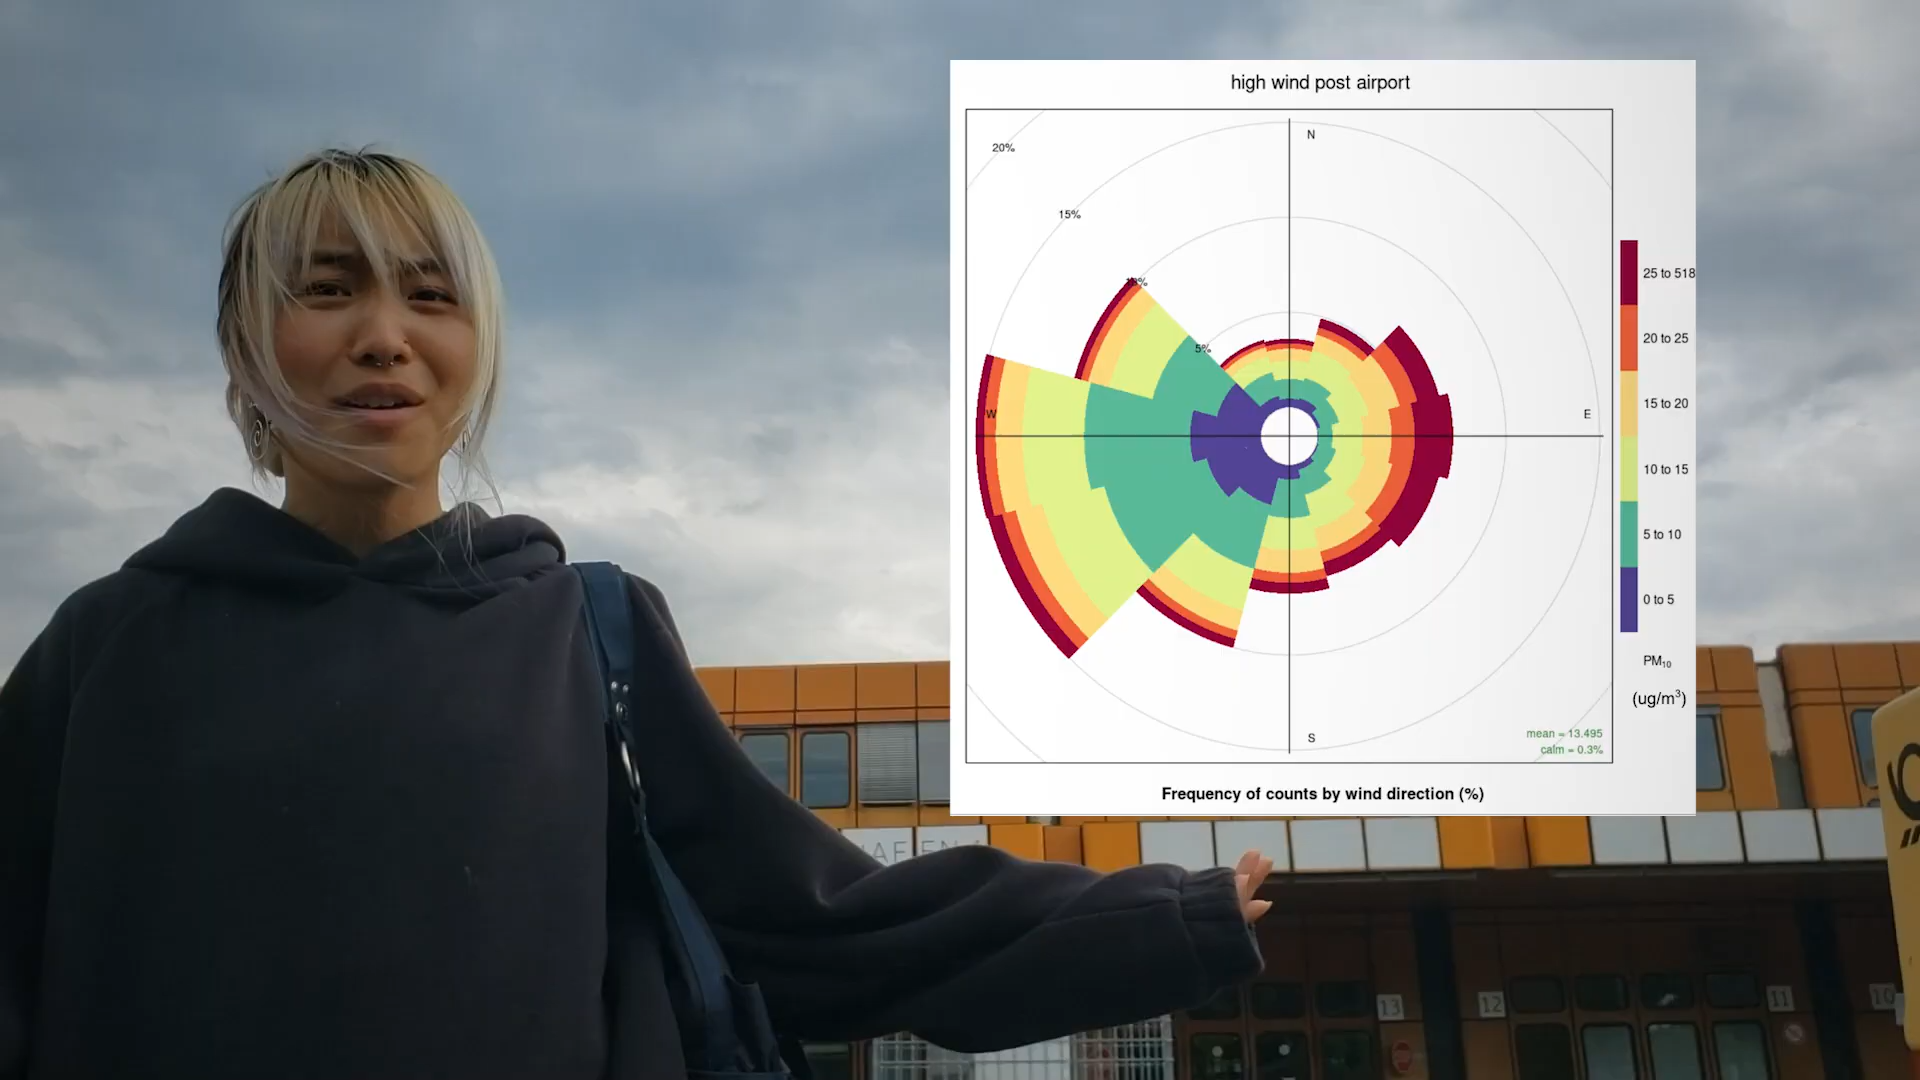 high wind post airport
N
20%
15%
10%
5%
W
E
S
25 to 518
20 to 25
15 to 20
10 to 15
5 to 10
0 to 5
PM₁₀
(ug/m³)
mean = 13.495
calm = 0.3%
Frequency of counts by wind direction (%)
13
12
11
10